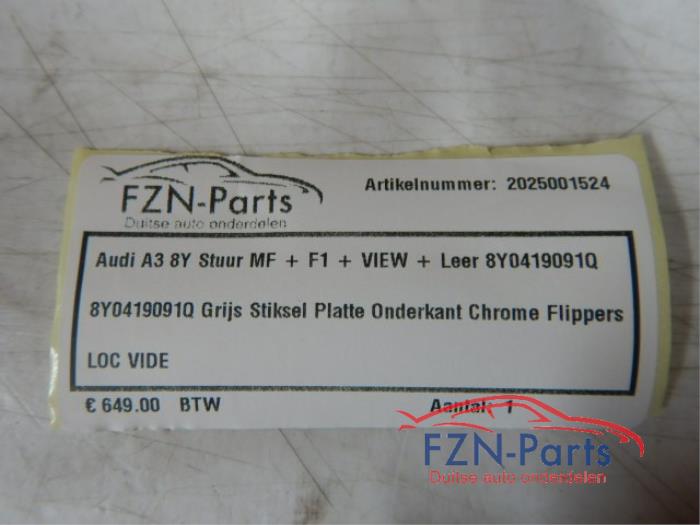 FZN-Parts
Duitse auto onderdelen
Artikelnummer: 2025001524
Audi A3 8Y Stuur MF + F1 + VIEW + Leer 8Y0419091Q
8Y0419091Q Grijs Stiksel Platte Onderkant Chrome Flippers
LOC VIDE
€ 649.00 BTW
Aantal: 1
FZN-Parts
Duitse auto onderdelen